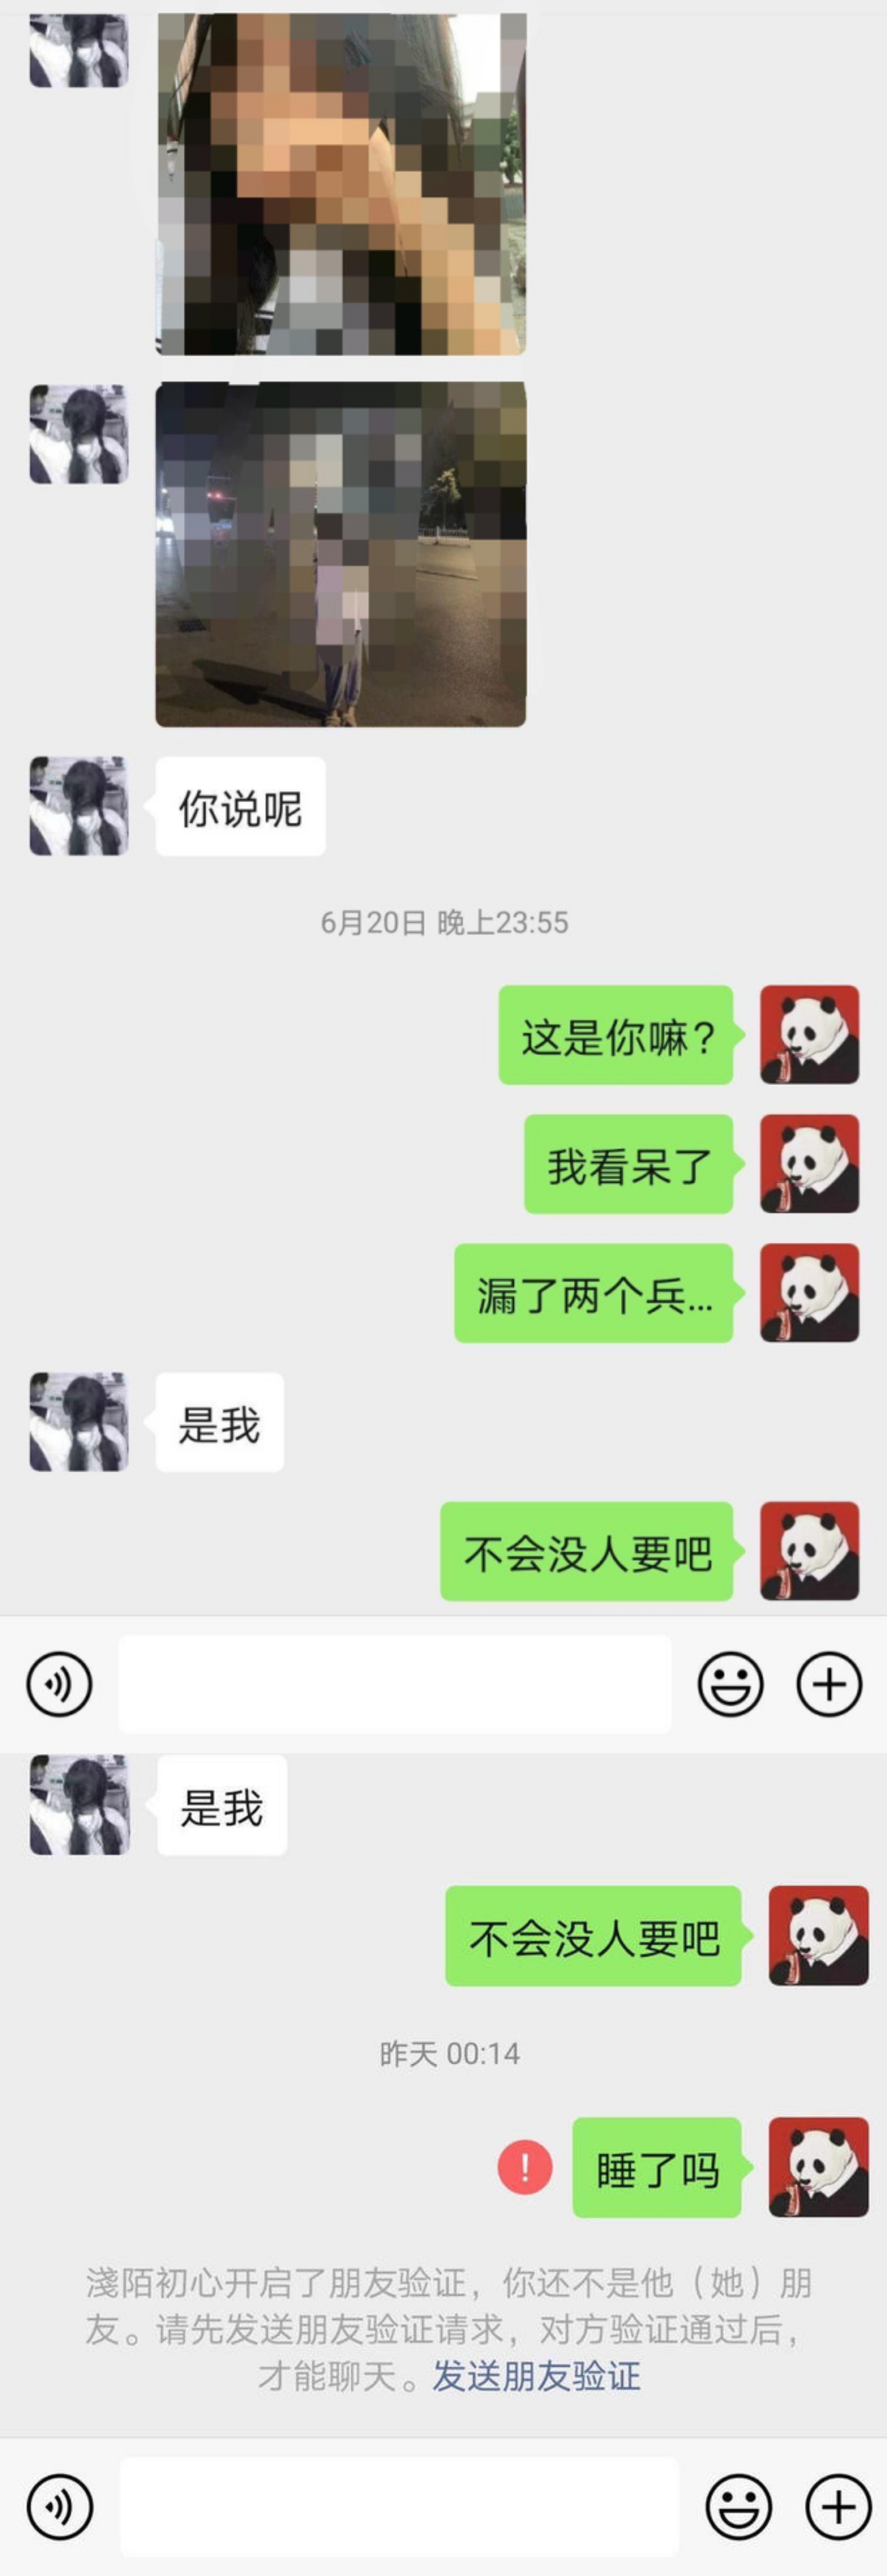 你说呢
6月20日 晚上23:55
这是你嘛?
我看呆了
漏了两个兵...
是我
不会没人要吧
是我
不会没人要吧
昨天 00:14
! 睡了吗
淺陌初心开启了朋友验证，你还不是他（她）朋
友。请先发送朋友验证请求，对方验证通过后，
才能聊天。发送朋友验证